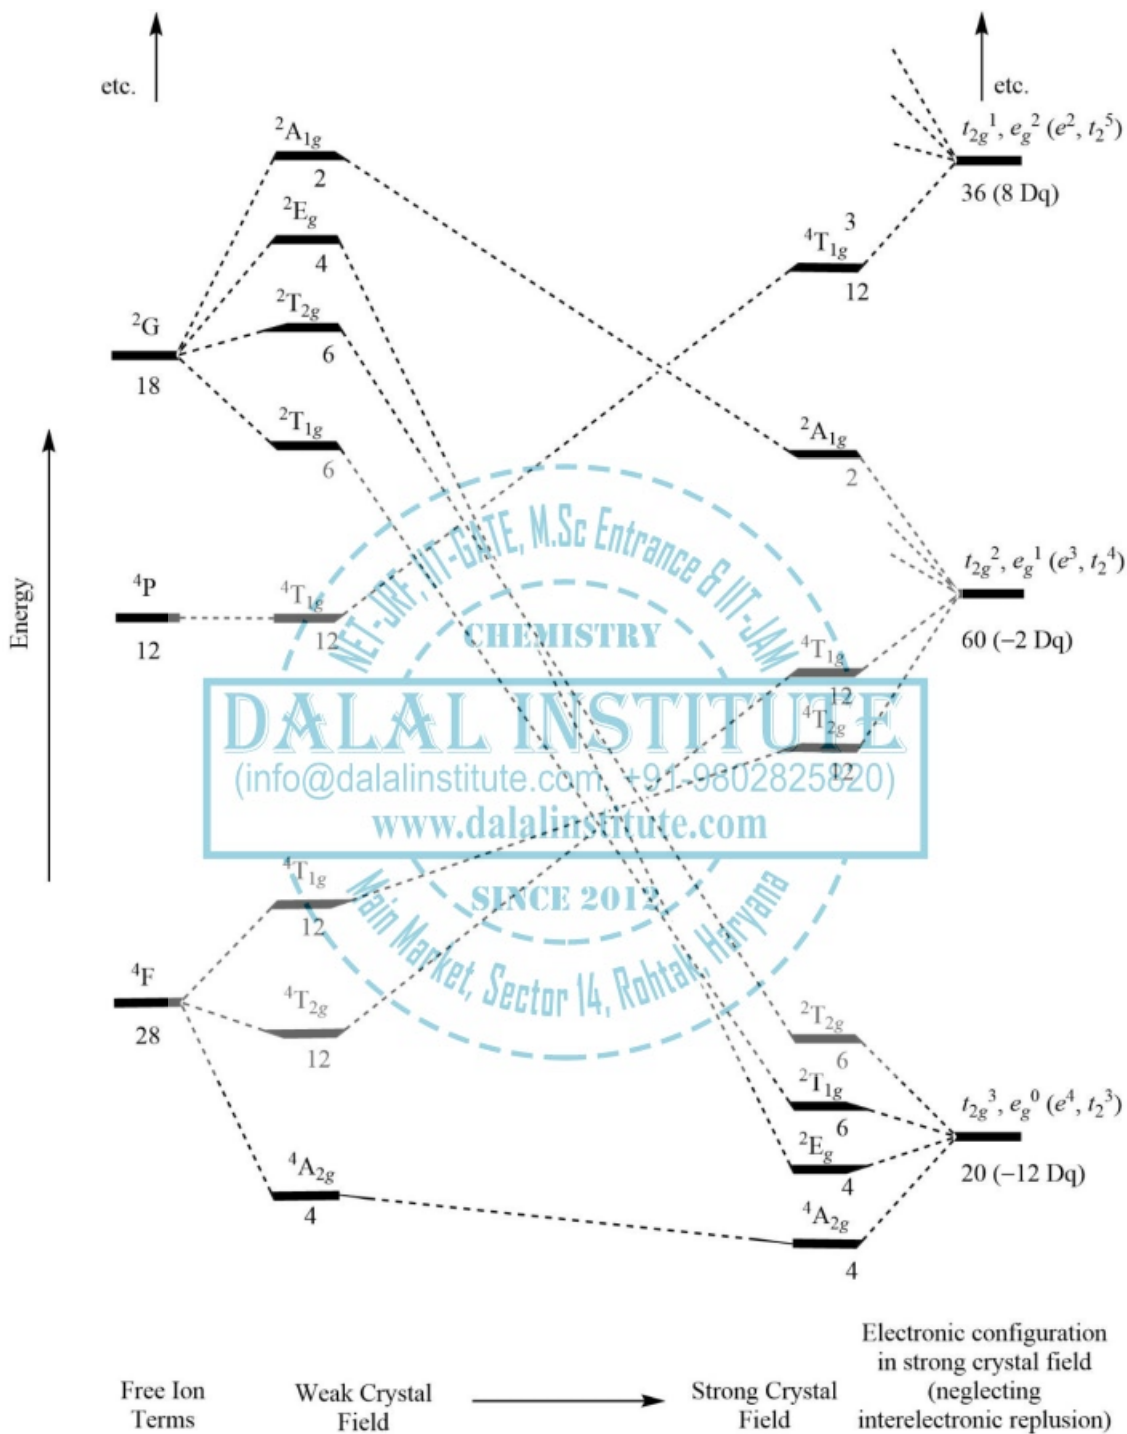 etc.
etc.
²A₁g
2
t₂g¹, eg² (e², t₂⁵)
36 (8 Dq)
²Eg
4
3
⁴T₁g
12
²T₂g
6
²G
18
²T₁g
6
²A₁g
2
NET-JRF, IIT-GATE, M.Sc Entrance & IIT-JAM
t₂g², eg¹ (e³, t₂⁴)
60 (−2 Dq)
Energy
⁴P
12
⁴T₁g
12
CHEMISTRY
⁴T₁g
12
DALAL INSTITUTE
⁴T₂g
12
(info@dalalinstitute.com, +91-9802825820)
www.dalalinstitute.com
⁴T₁g
12
SINCE 2012
Main Market, Sector 14, Rohtak, Haryana
⁴F
28
⁴T₂g
12
²T₂g
6
²T₁g
6
t₂g³, eg⁰ (e⁴, t₂³)
20 (−12 Dq)
²Eg
4
⁴A₂g
4
⁴A₂g
4
Free Ion
Terms
Weak Crystal
Field
Strong Crystal
Field
Electronic configuration
in strong crystal field
(neglecting
interelectronic replusion)